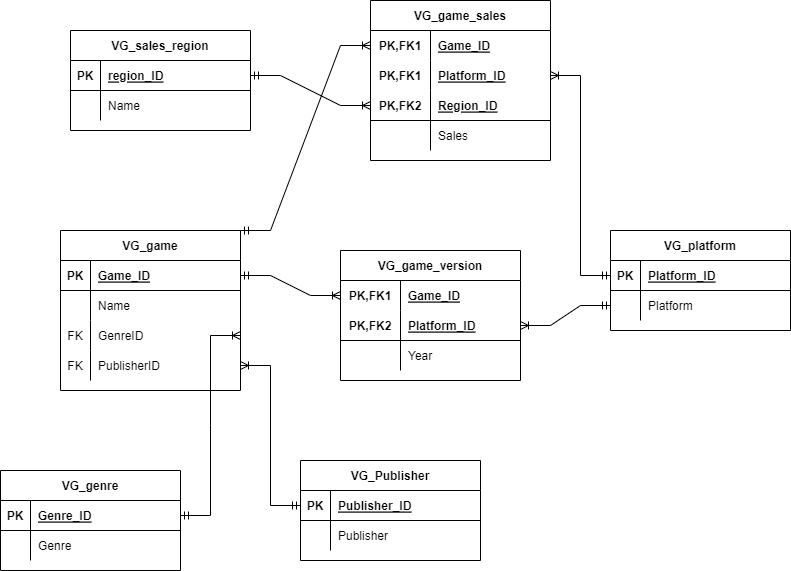 VG_game_sales
PK,FK1 Game_ID
PK,FK1 Platform_ID
PK,FK2 Region_ID
Sales
VG_sales_region
PK region_ID
Name
VG_game
PK Game_ID
Name
FK GenreID
FK PublisherID
VG_game_version
PK,FK1 Game_ID
PK,FK2 Platform_ID
Year
VG_platform
PK Platform_ID
Platform
VG_genre
PK Genre_ID
Genre
VG_Publisher
PK Publisher_ID
Publisher